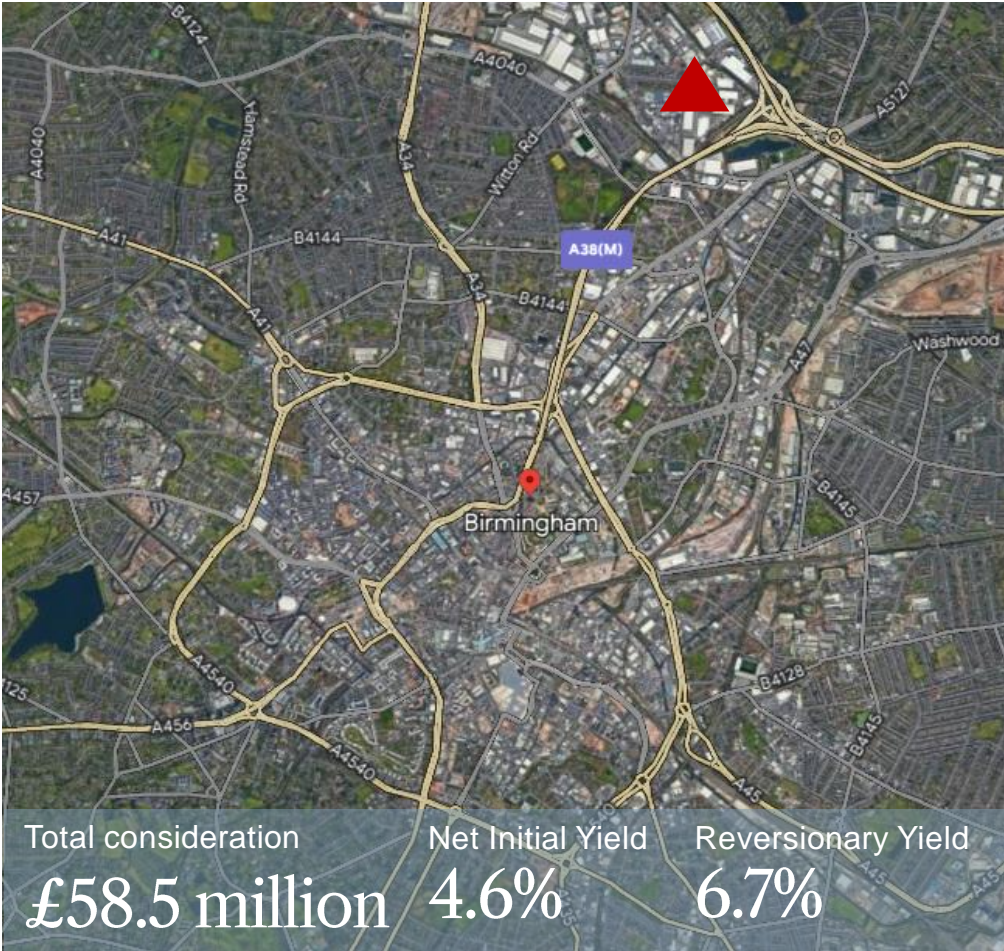 B4124
A4040
A5127
A4040
Hamstead Rd
A34
Witton Rd
A41
B4144
A38(M)
A34
B4144
A41
A47
Washwood
A457
B4145
Birmingham
A4540
B4128
125
A456
A4540
B4145
A45
Total consideration
Net Initial Yield
Reversionary Yield
£58.5 million
4.6%
6.7%
A45
A45